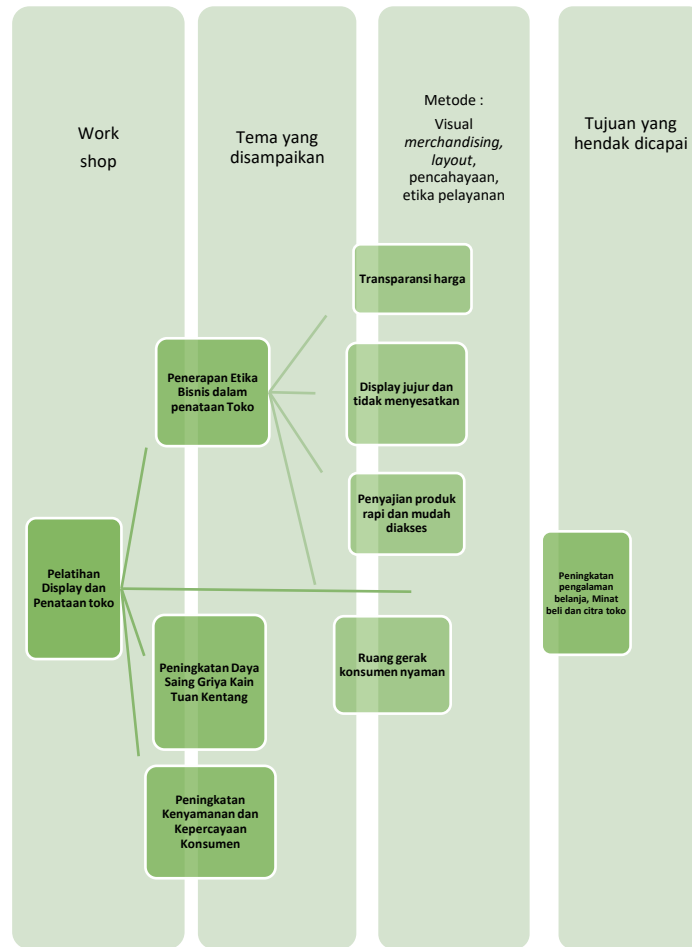 Work
shop
Tema yang
disampaikan
Metode :
Visual
merchandising,
layout,
pencahayaan,
etika pelayanan
Tujuan yang
hendak dicapai
Pelatihan
Display dan
Penataan toko
Penerapan Etika
Bisnis dalam
penataan Toko
Peningkatan Daya
Saing Griya Kain
Tuan Kentang
Peningkatan
Kenyamanan dan
Kepercayaan
Konsumen
Transparansi harga
Display jujur dan
tidak menyesatkan
Penyajian produk
rapi dan mudah
diakses
Ruang gerak
konsumen nyaman
Peningkatan
pengalaman
belanja, Minat
beli dan citra toko